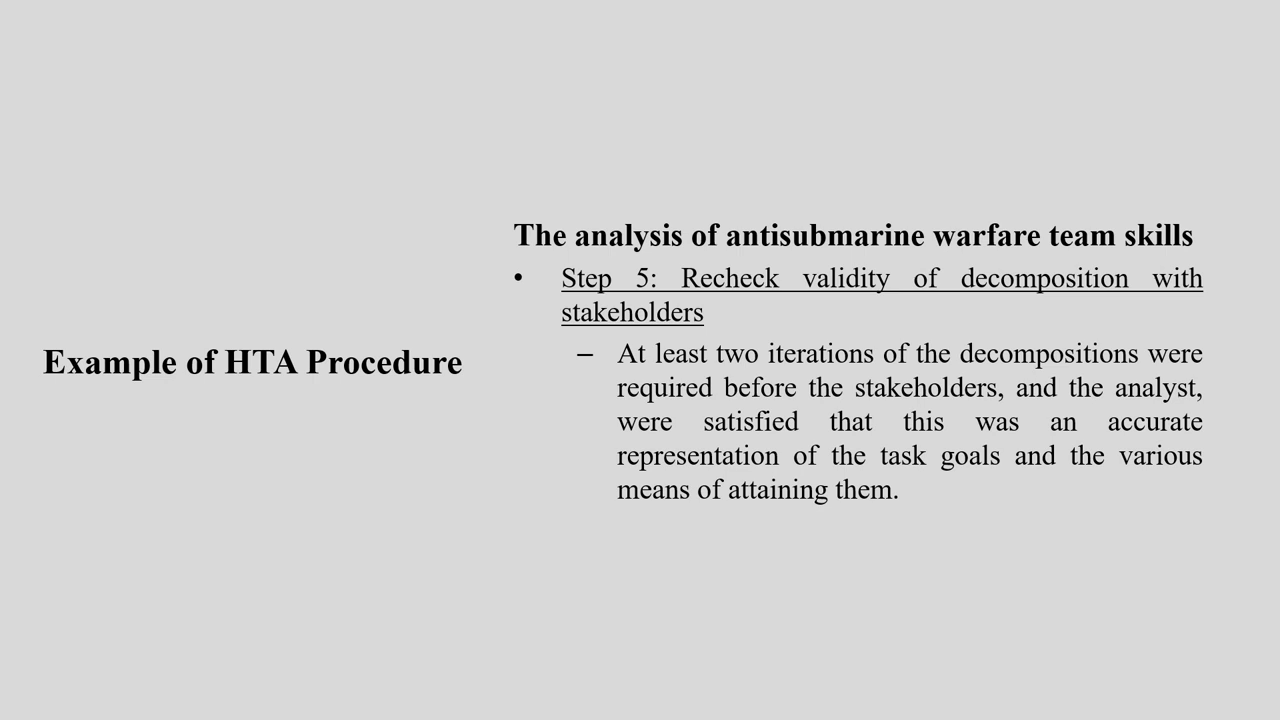 Example of HTA Procedure
The analysis of antisubmarine warfare team skills
• Step 5: Recheck validity of decomposition with
stakeholders
– At least two iterations of the decompositions were
required before the stakeholders, and the analyst,
were satisfied that this was an accurate
representation of the task goals and the various
means of attaining them.